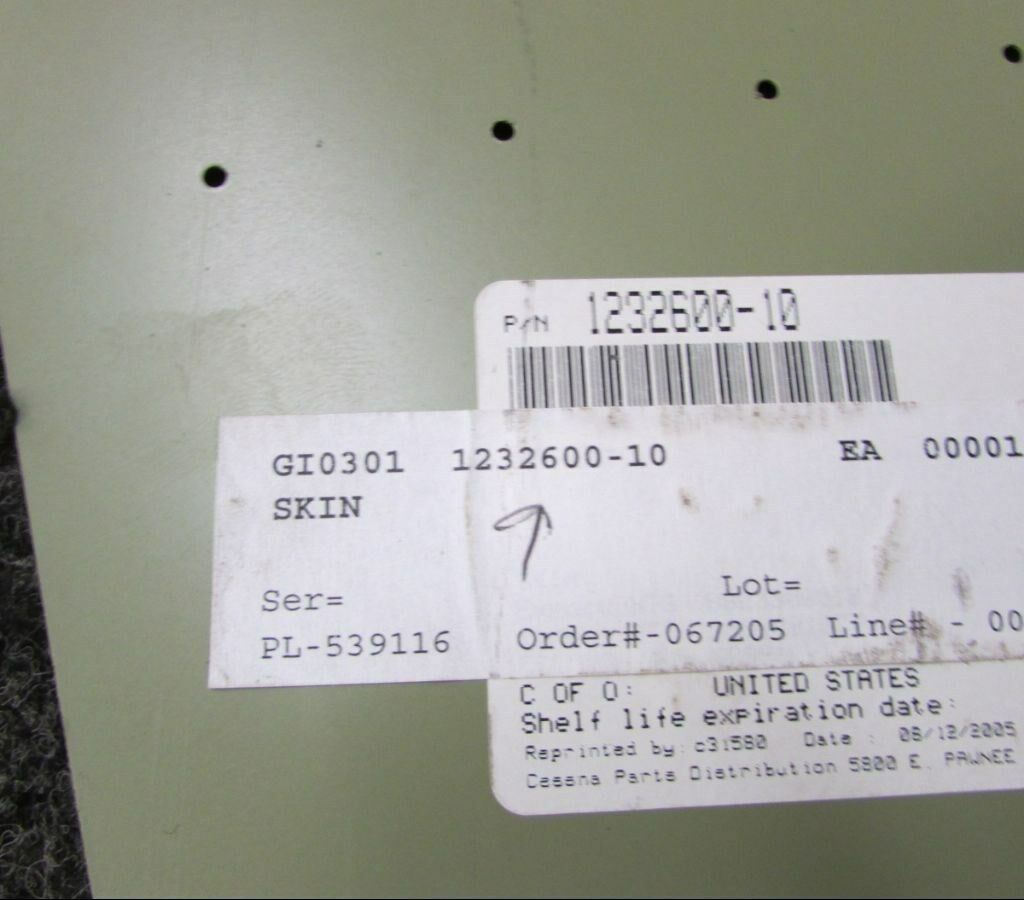 P/N 1232600-10
GI0301 1232600-10 EA 00001
SKIN
Ser= Lot=
PL-539116 Order#-067205 Line# - 00
C OF O: UNITED STATES
Shelf life expiration date:
Reprinted by: c31580 Date : 08/12/2005
Cessna Parts Distribution 5800 E. PAWNEE